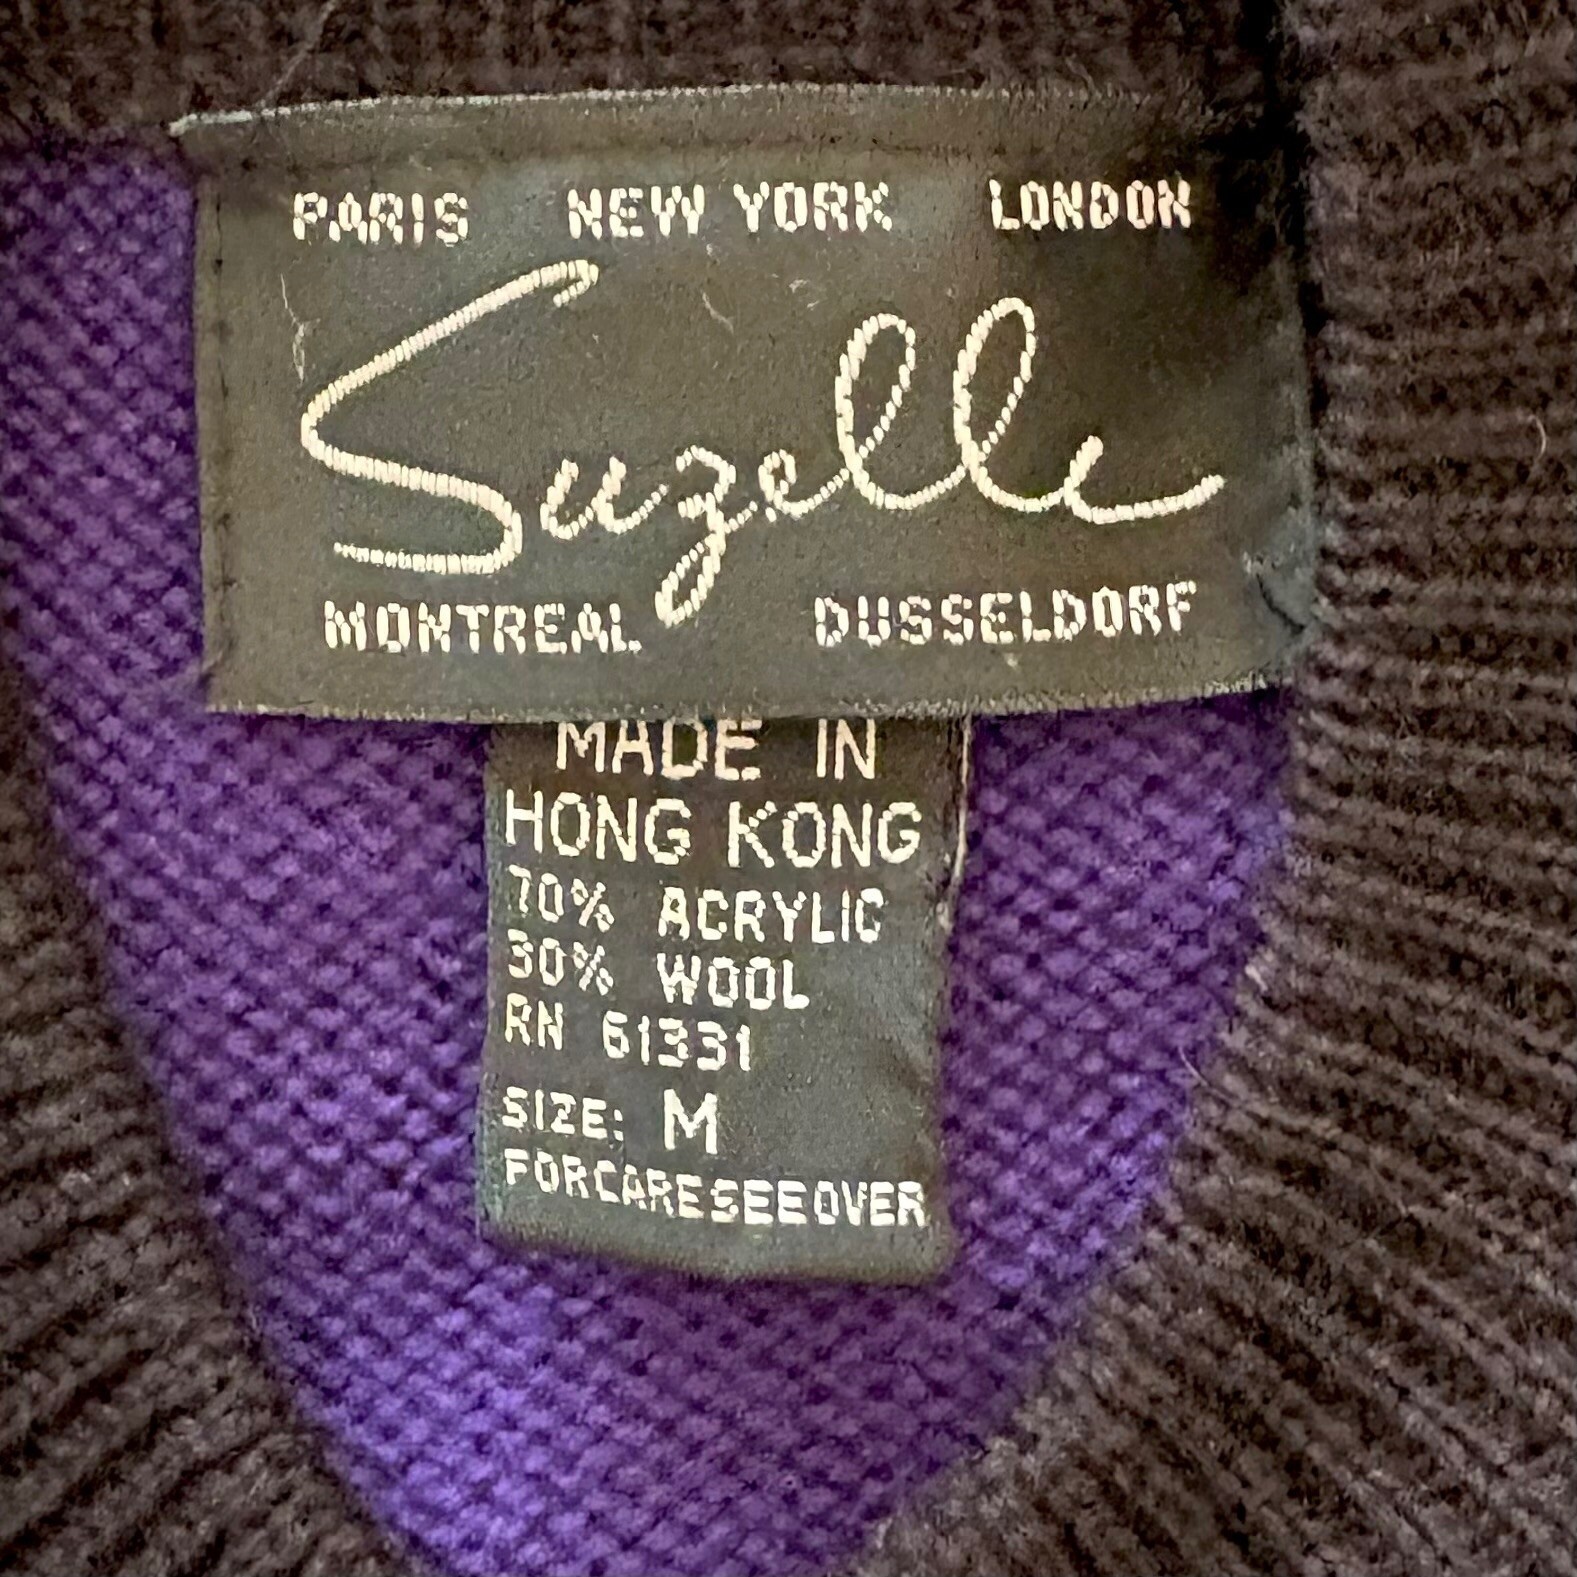 PARIS NEW YORK LONDON
Suzelle
MONTREAL DUSSELDORF
MADE IN
HONG KONG
70% ACRYLIC
30% WOOL
RN 61331
SIZE: M
FORCARESEEOVER